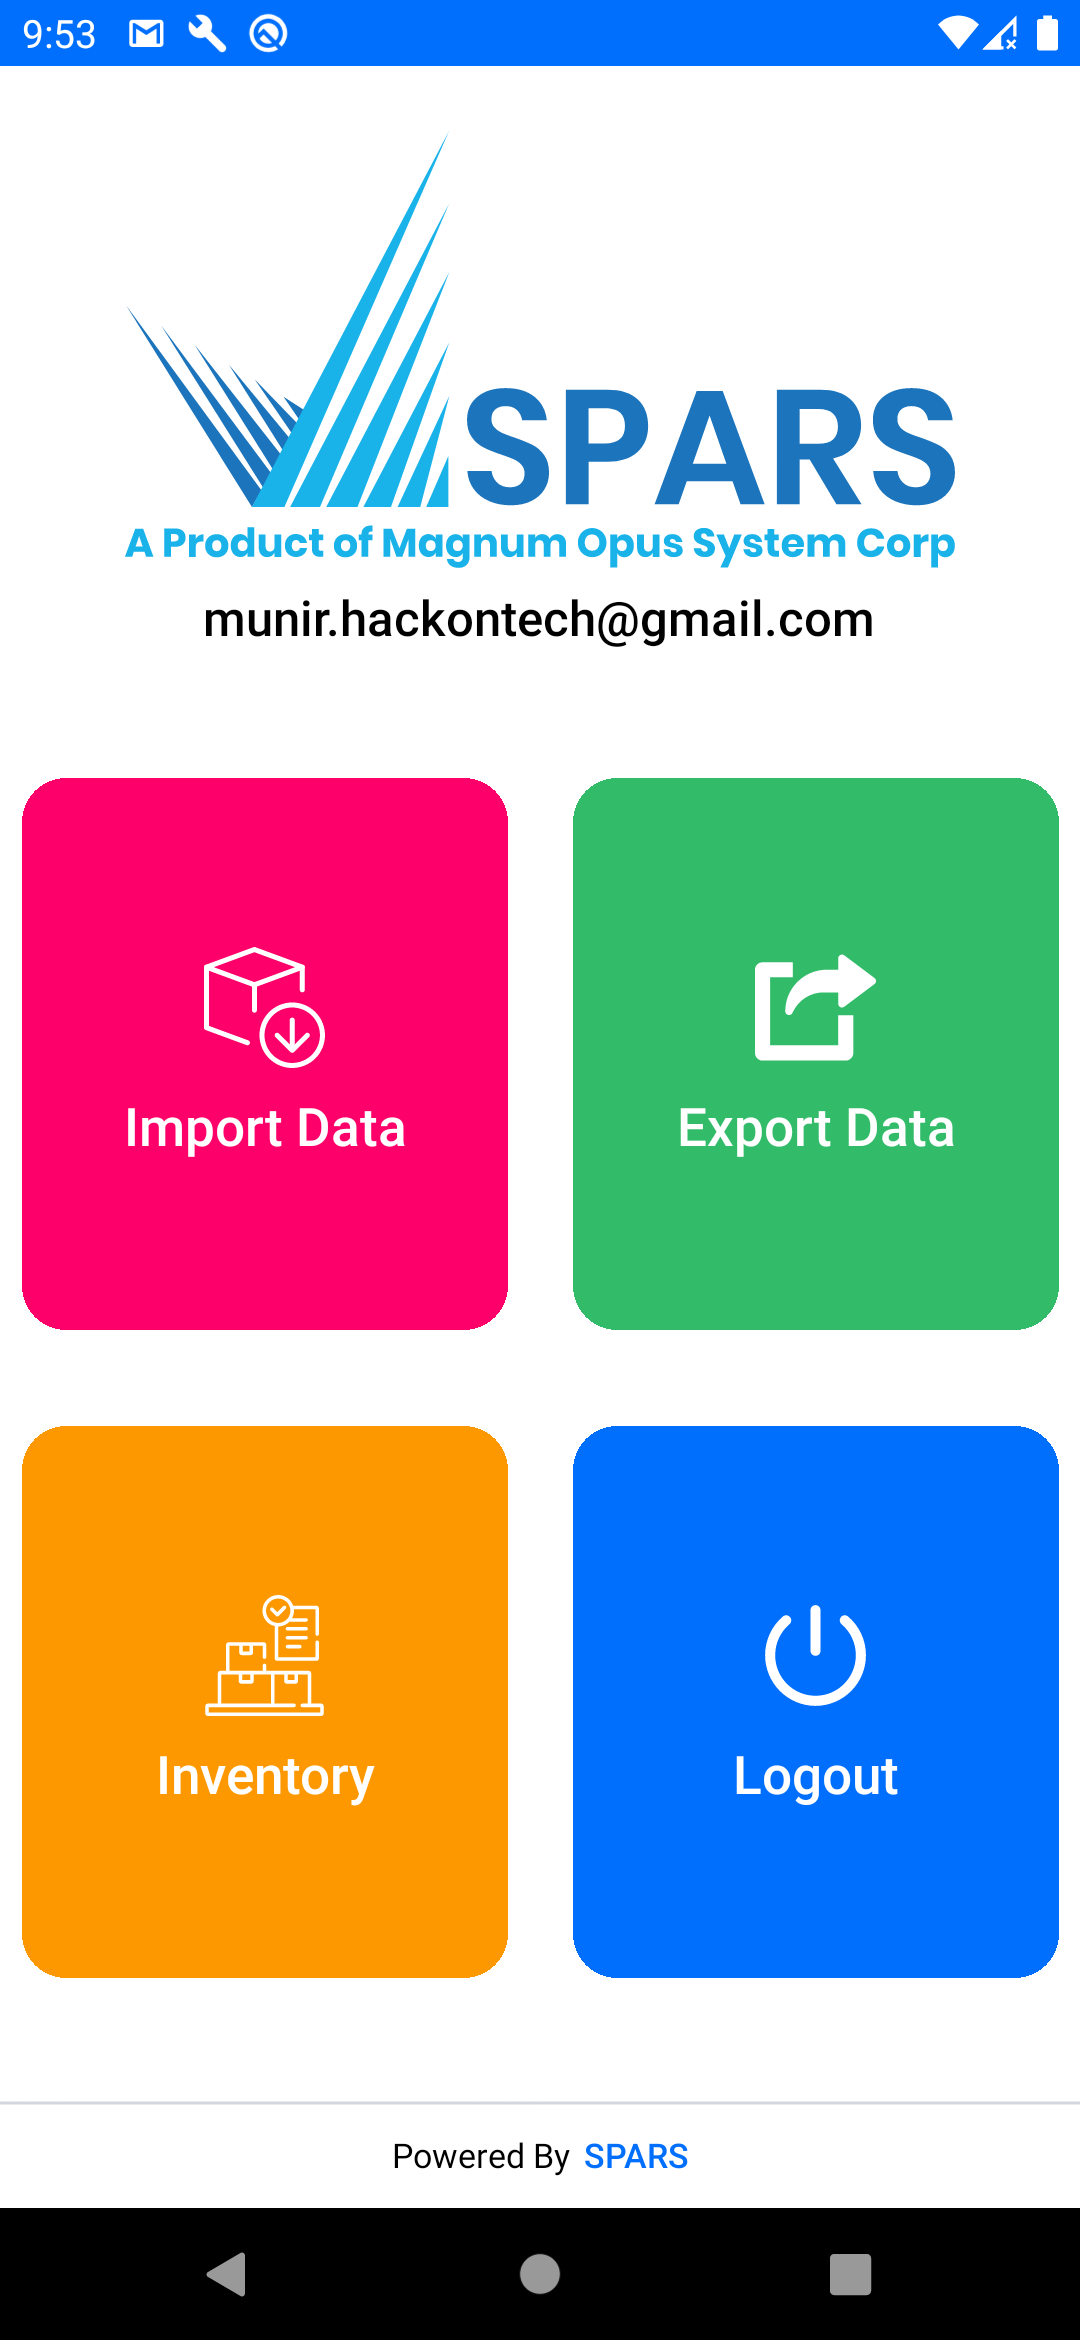 9:53
SPARS
A Product of Magnum Opus System Corp
munir.hackontech@gmail.com
Import Data
Export Data
Inventory
Logout
Powered By SPARS